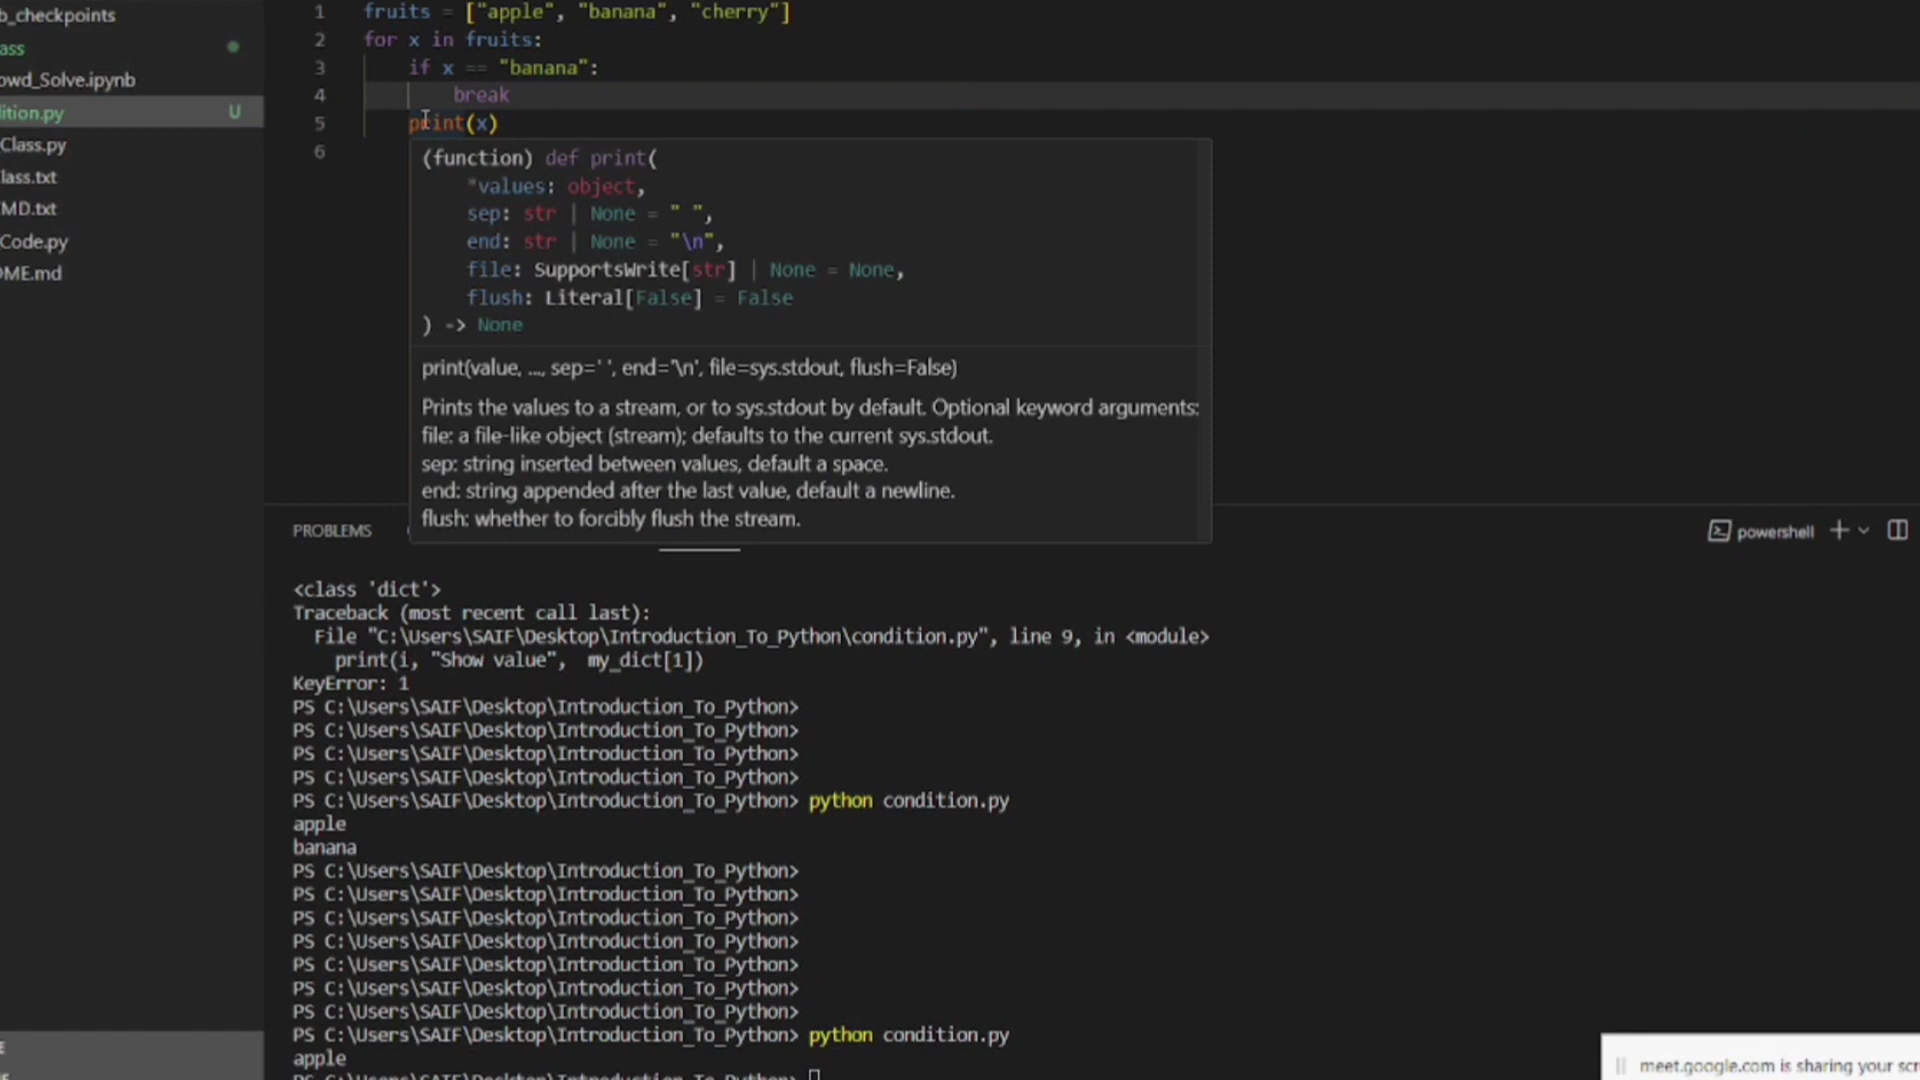 b_checkpoints
ass
owd_Solve.ipynb
ition.py U
Class.py
lass.txt
MD.txt
Code.py
OME.md
1 fruits = ["apple", "banana", "cherry"]
2 for x in fruits:
3 if x == "banana":
4 break
5 print(x)
6
(function) def print(
*values: object,
sep: str | None = " ",
end: str | None = "\n",
file: SupportsWrite[str] | None = None,
flush: Literal[False] = False
) -> None
print(value, ..., sep=' ', end='\n', file=sys.stdout, flush=False)
Prints the values to a stream, or to sys.stdout by default. Optional keyword arguments:
file: a file-like object (stream); defaults to the current sys.stdout.
sep: string inserted between values, default a space.
end: string appended after the last value, default a newline.
flush: whether to forcibly flush the stream.
PROBLEMS
powershell
<class 'dict'>
Traceback (most recent call last):
File "C:\Users\SAIF\Desktop\Introduction_To_Python\condition.py", line 9, in <module>
print(i, "Show value", my_dict[1])
KeyError: 1
PS C:\Users\SAIF\Desktop\Introduction_To_Python>
PS C:\Users\SAIF\Desktop\Introduction_To_Python>
PS C:\Users\SAIF\Desktop\Introduction_To_Python>
PS C:\Users\SAIF\Desktop\Introduction_To_Python>
PS C:\Users\SAIF\Desktop\Introduction_To_Python> python condition.py
apple
banana
PS C:\Users\SAIF\Desktop\Introduction_To_Python>
PS C:\Users\SAIF\Desktop\Introduction_To_Python>
PS C:\Users\SAIF\Desktop\Introduction_To_Python>
PS C:\Users\SAIF\Desktop\Introduction_To_Python>
PS C:\Users\SAIF\Desktop\Introduction_To_Python>
PS C:\Users\SAIF\Desktop\Introduction_To_Python>
PS C:\Users\SAIF\Desktop\Introduction_To_Python>
PS C:\Users\SAIF\Desktop\Introduction_To_Python> python condition.py
apple
meet.google.com is sharing your scr